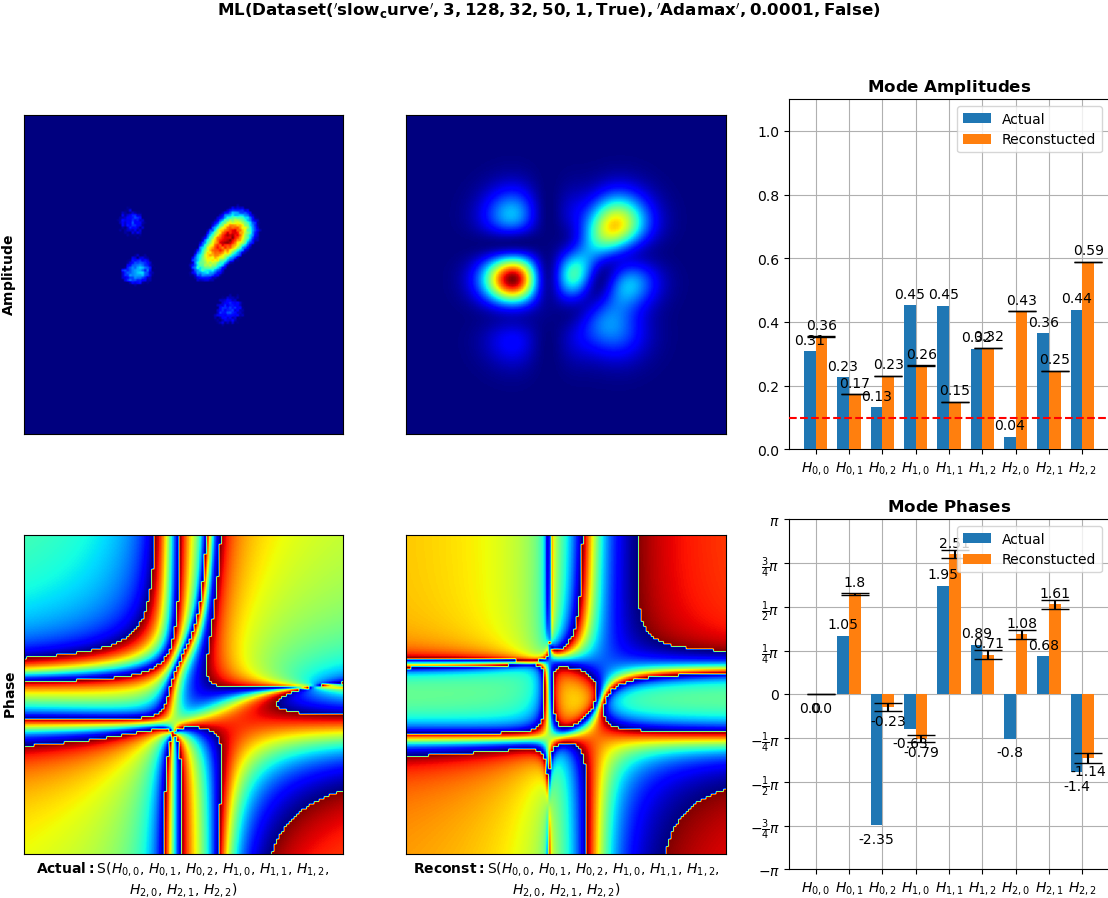 ML(Dataset('slow_curve', 3, 128, 32, 50, 1, True), 'Adamax', 0.0001, False)
Mode Amplitudes
Actual
Reconstucted
1.0
0.8
0.6
0.4
0.2
0.0
0.31 0.36 0.23 0.17 0.13 0.23 0.45 0.26 0.45 0.15 0.32 0.32 0.04 0.43 0.36 0.25 0.44 0.59
H0,0 H0,1 H0,2 H1,0 H1,1 H1,2 H2,0 H2,1 H2,2
Amplitude
Mode Phases
Actual
Reconstucted
π
3/4π
1/2π
1/4π
0
−1/4π
−1/2π
−3/4π
−π
0.0 0.0 1.05 1.8 -2.35 -0.23 -0.79 1.95 0.89 0.71 -0.8 1.08 0.68 1.61 -1.4 -1.14
H0,0 H0,1 H0,2 H1,0 H1,1 H1,2 H2,0 H2,1 H2,2
Phase
Actual: S(H0,0, H0,1, H0,2, H1,0, H1,1, H1,2,
H2,0, H2,1, H2,2)
Reconst: S(H0,0, H0,1, H0,2, H1,0, H1,1, H1,2,
H2,0, H2,1, H2,2)